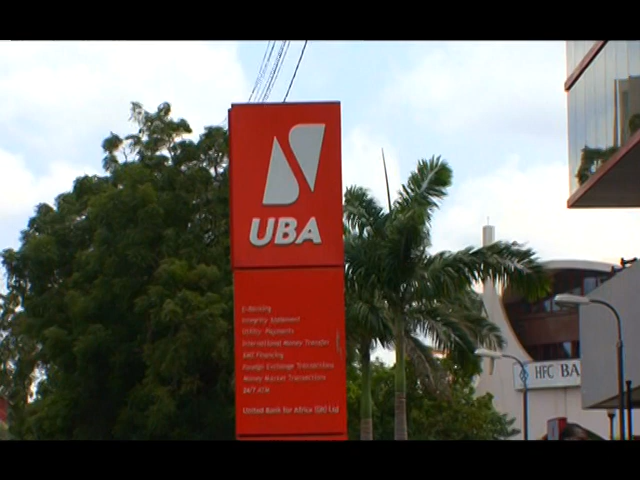 UBA
E-Banking
Integrity Statement
Utility Payments
International Money Transfer
SME Financing
Foreign Exchange Transactions
Money Market Transactions
24/7 ATM
United Bank for Africa (Gh) Ltd
HFC BA